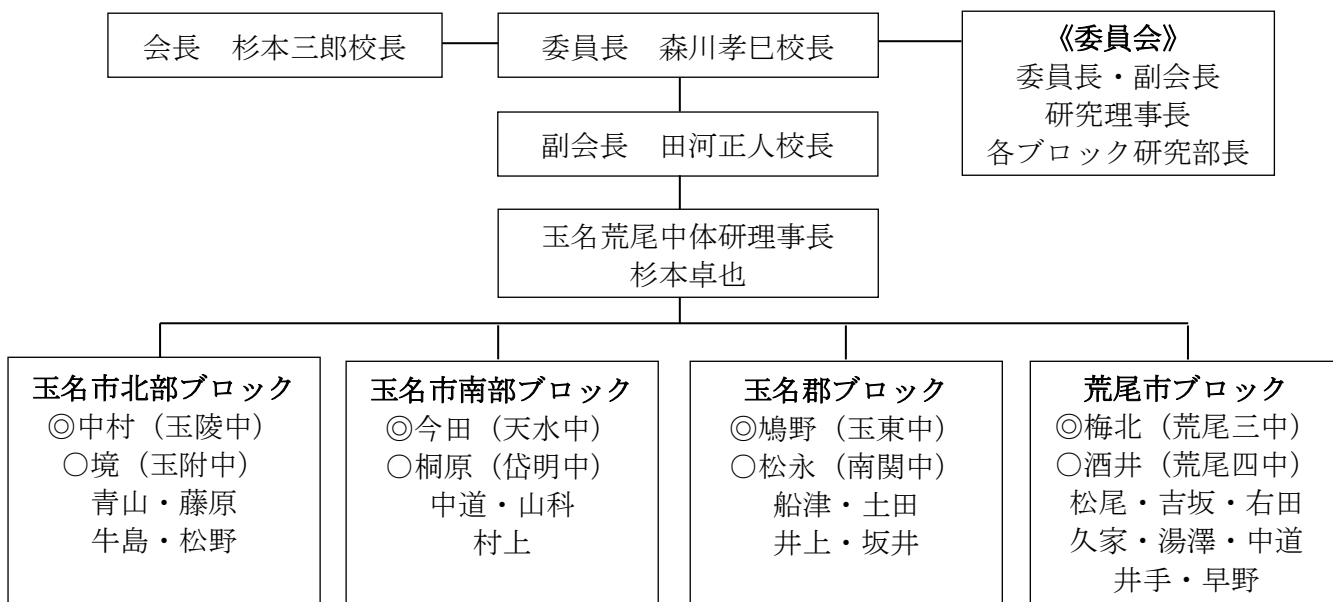 会長　杉本三郎校長
委員長　森川孝巳校長
《委員会》
委員長・副会長
研究理事長
各ブロック研究部長
副会長　田河正人校長
玉名荒尾中体研理事長
杉本卓也
玉名市北部ブロック
◎中村（玉陵中）
○境（玉附中）
青山・藤原
牛島・松野
玉名市南部ブロック
◎今田（天水中）
○桐原（岱明中）
中道・山科
村上
玉名郡ブロック
◎鳩野（玉東中）
○松永（南関中）
船津・土田
井上・坂井
荒尾市ブロック
◎梅北（荒尾三中）
○酒井（荒尾四中）
松尾・吉坂・右田
久家・湯澤・中道
井手・早野